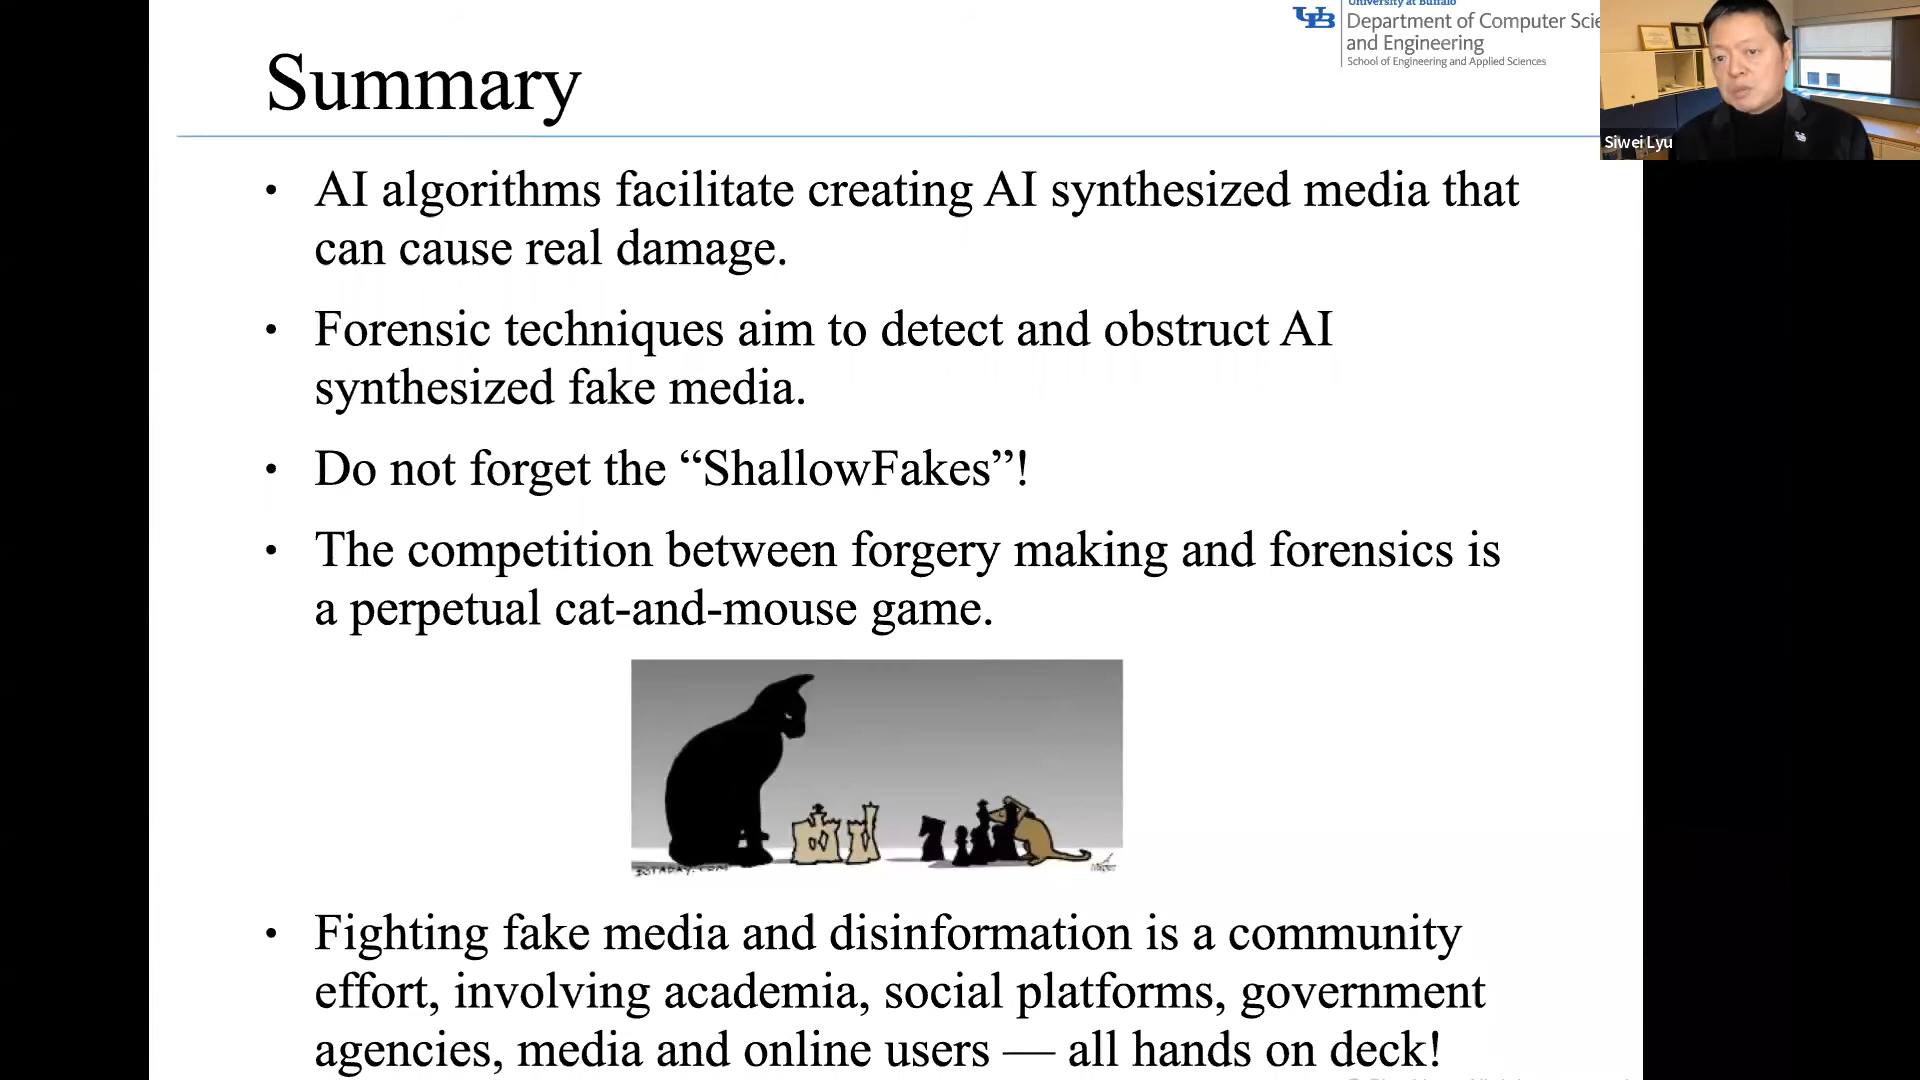 University at Buffalo
Department of Computer Scie
and Engineering
School of Engineering and Applied Sciences
Siwei Lyu
Summary
• AI algorithms facilitate creating AI synthesized media that
can cause real damage.
• Forensic techniques aim to detect and obstruct AI
synthesized fake media.
• Do not forget the “ShallowFakes”!
• The competition between forgery making and forensics is
a perpetual cat-and-mouse game.
• Fighting fake media and disinformation is a community
effort, involving academia, social platforms, government
agencies, media and online users — all hands on deck!